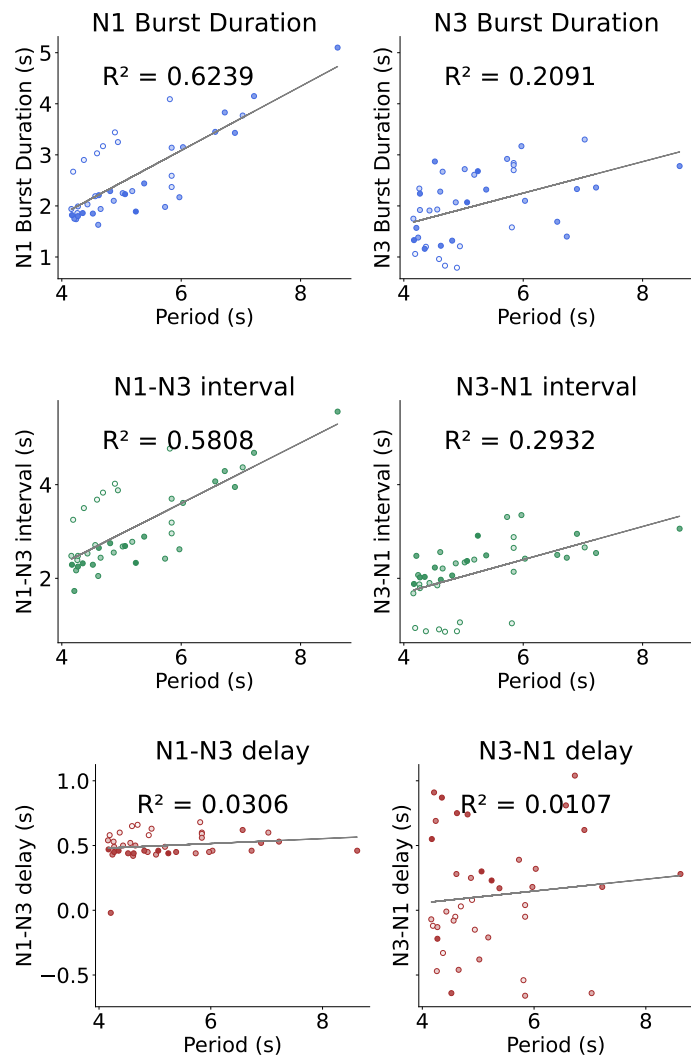 N1 Burst Duration
N3 Burst Duration
R² = 0.6239
R² = 0.2091
N1 Burst Duration (s)
5
4
3
2
1
4
6
8
Period (s)
N3 Burst Duration (s)
4
6
8
Period (s)
N1-N3 interval
N3-N1 interval
R² = 0.5808
R² = 0.2932
N1-N3 interval (s)
4
2
4
6
8
Period (s)
N3-N1 interval (s)
4
6
8
Period (s)
N1-N3 delay
N3-N1 delay
R² = 0.0306
R² = 0.0107
N1-N3 delay (s)
1.0
0.5
0.0
−0.5
4
6
8
Period (s)
N3-N1 delay (s)
4
6
8
Period (s)